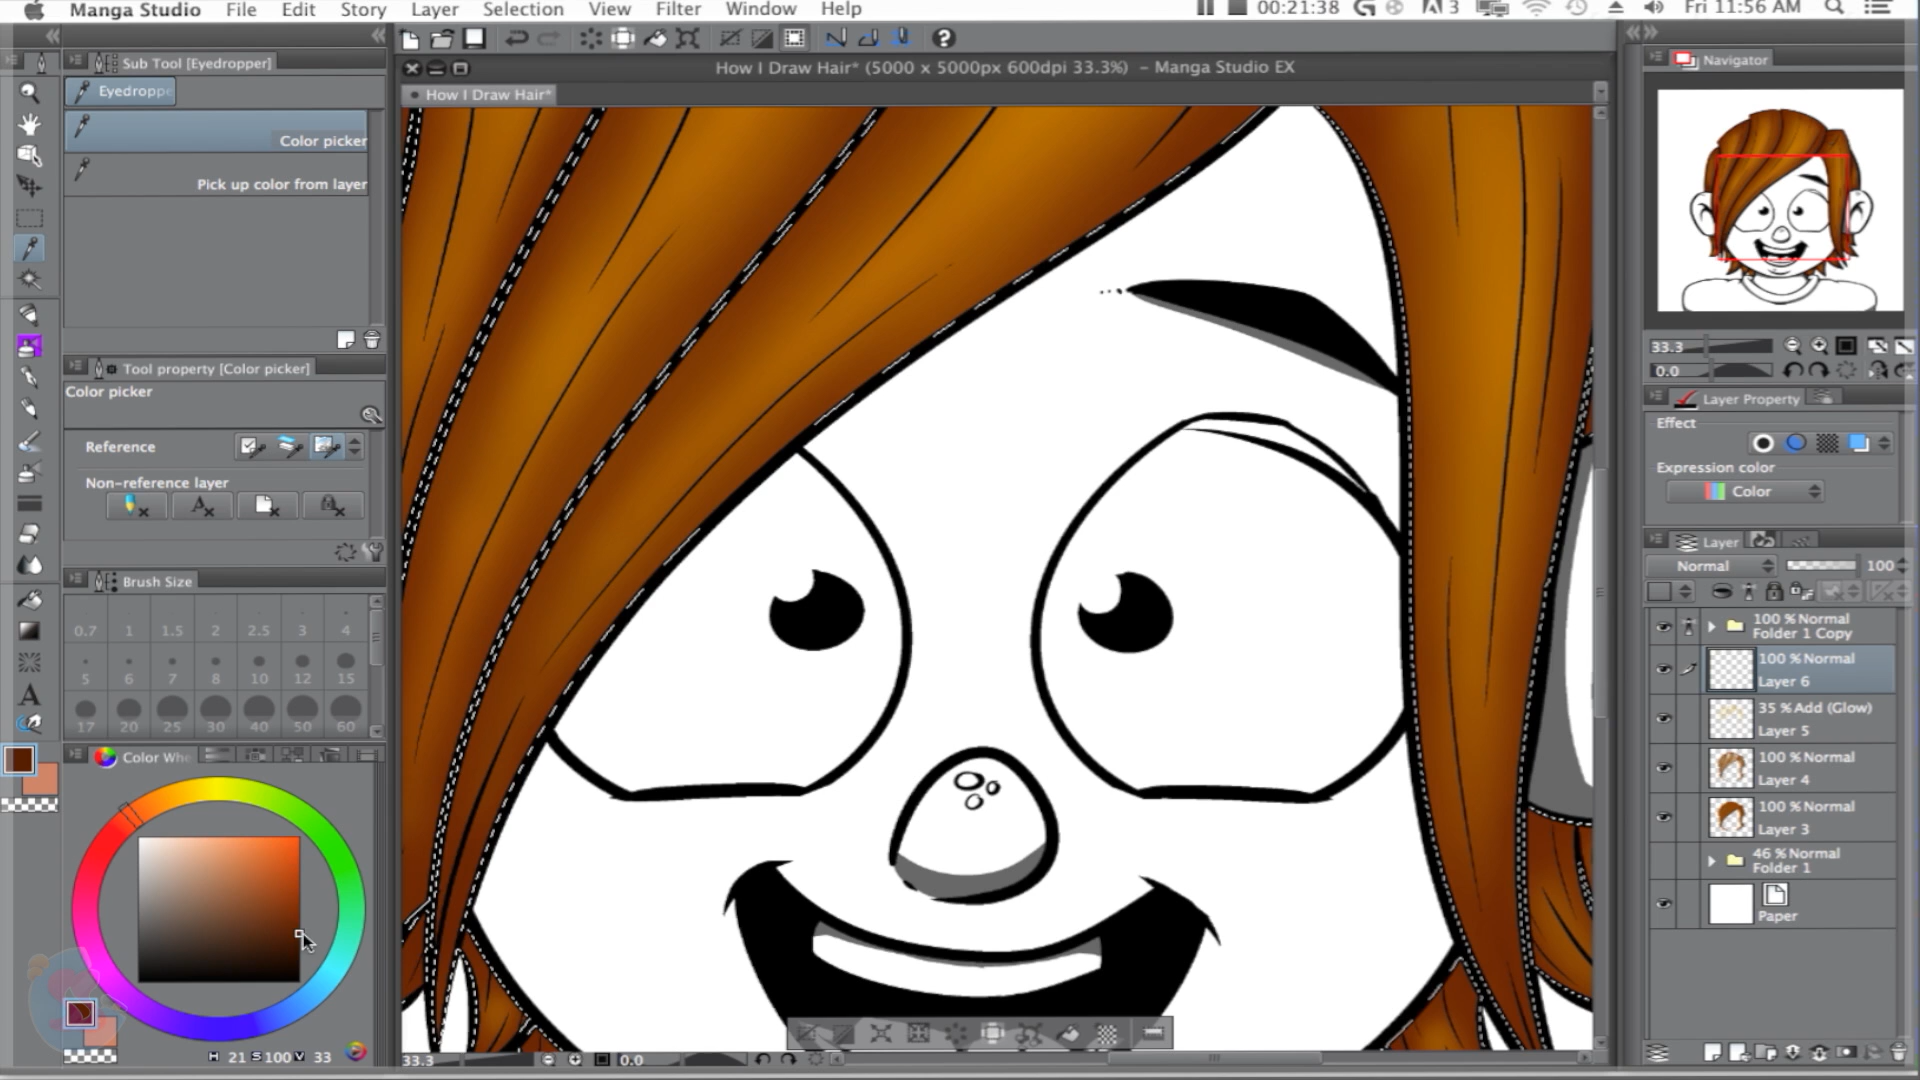 Manga Studio File Edit Story Layer Selection View Filter Window Help 00:21:38 3 Fri 11:56 AM
Sub Tool [Eyedropper]
Eyedroppe
Color picker
Pick up color from layer
Tool property [Color picker]
Color picker
Reference
Non-reference layer
Brush Size
0.7 1 1.5 2 2.5 3 4
5 6 7 8 10 12 15
17 20 25 30 40 50 60
Color Whe
H 21 S 100 V 33
How I Draw Hair* (5000 x 5000px 600dpi 33.3%) - Manga Studio EX
How I Draw Hair*
33.3 0.0
Navigator
33.3
0.0
Layer Property
Effect
Expression color
Color
Layer
Normal 100
100 % Normal
Folder 1 Copy
100 % Normal
Layer 6
35 % Add (Glow)
Layer 5
100 % Normal
Layer 4
100 % Normal
Layer 3
46 % Normal
Folder 1
Paper